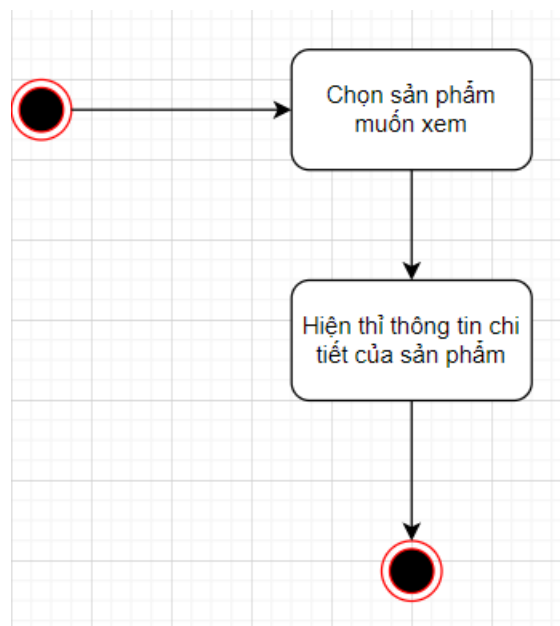 Chọn sản phẩm
muốn xem
Hiện thỉ thông tin chi
tiết của sản phẩm